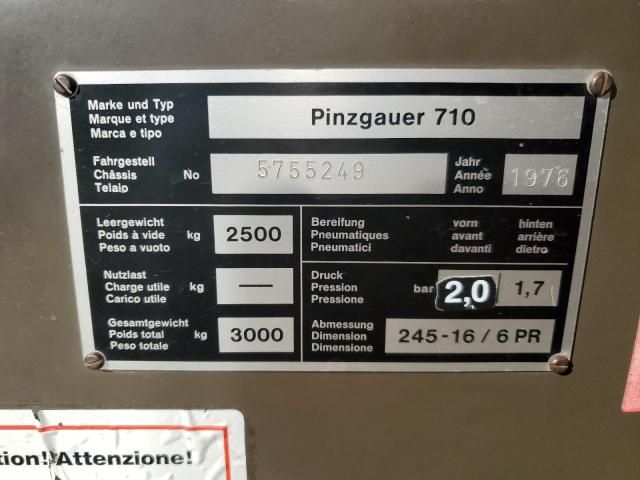 Marke und Typ
Marque et type
Marca e tipo
Pinzgauer 710
Fahrgestell
Châssis No
Telaio
5755249
Jahr
Année
Anno
1976
Leergewicht
Poids à vide kg
Peso a vuoto
2500
Bereifung
Pneumatiques
Pneumatici
vorn
avant
davanti
hinten
arrière
dietro
Nutzlast
Charge utile kg
Carico utile
—
Druck
Pression bar
Pressione
2,0
1,7
Gesamtgewicht
Poids total kg
Peso totale
3000
Abmessung
Dimension
Dimensione
245-16 / 6 PR
tion! Attenzione!